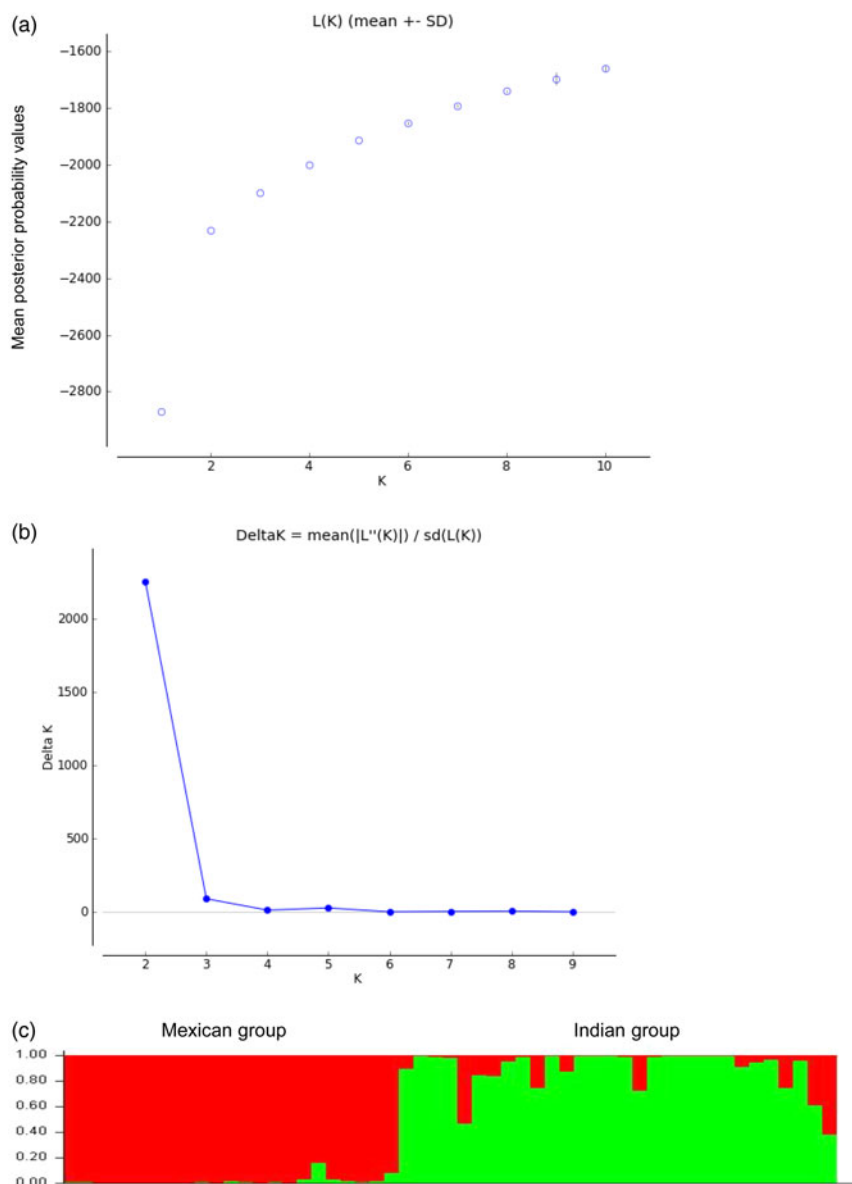 (a)
L(K) (mean +- SD)
Mean posterior probability values
−1600
−1800
−2000
−2200
−2400
−2600
−2800
2 4 6 8 10
K
(b)
DeltaK = mean(|L''(K)|) / sd(L(K))
Delta K
2000
1500
1000
500
0
2 3 4 5 6 7 8 9
K
(c)
Mexican group Indian group
1.00
0.80
0.60
0.40
0.20
0.00